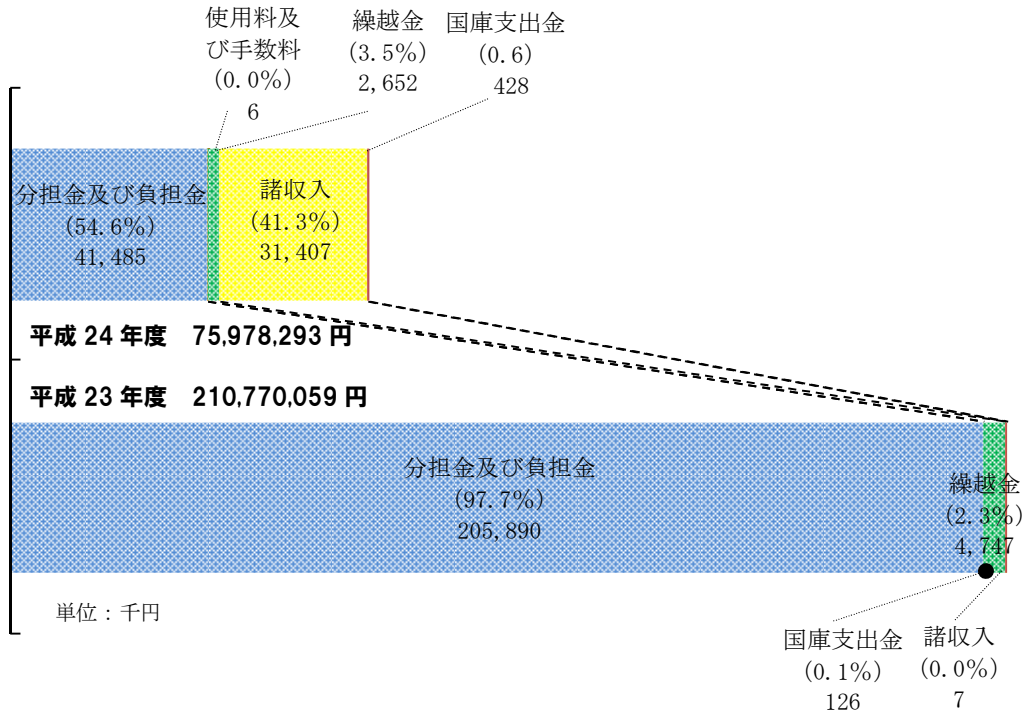 使用料及
び手数料
(0.0%)
6
繰越金
(3.5%)
2,652
国庫支出金
(0.6)
428
分担金及び負担金
(54.6%)
41,485
諸収入
(41.3%)
31,407
平成 24 年度　75,978,293 円
平成 23 年度　210,770,059 円
分担金及び負担金
(97.7%)
205,890
繰越金
(2.3%)
4,747
単位：千円
国庫支出金
(0.1%)
126
諸収入
(0.0%)
7